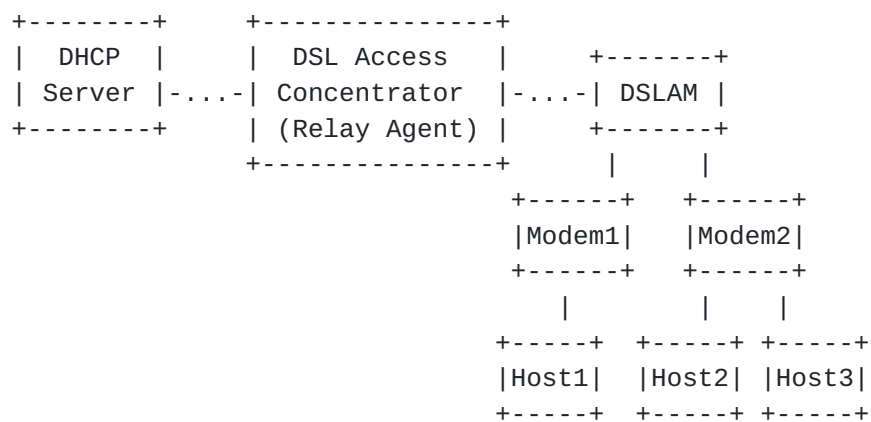 +--------+     +---------------+
|  DHCP  |     |  DSL Access   |     +-------+
| Server |-...-| Concentrator  |-...-| DSLAM |
+--------+     | (Relay Agent) |     +-------+
               +---------------+      |     |
                                +------+   +------+
                                |Modem1|   |Modem2|
                                +------+   +------+
                                   |        |    |
                               +-----+  +-----+ +-----+
                               |Host1|  |Host2| |Host3|
                               +-----+  +-----+ +-----+